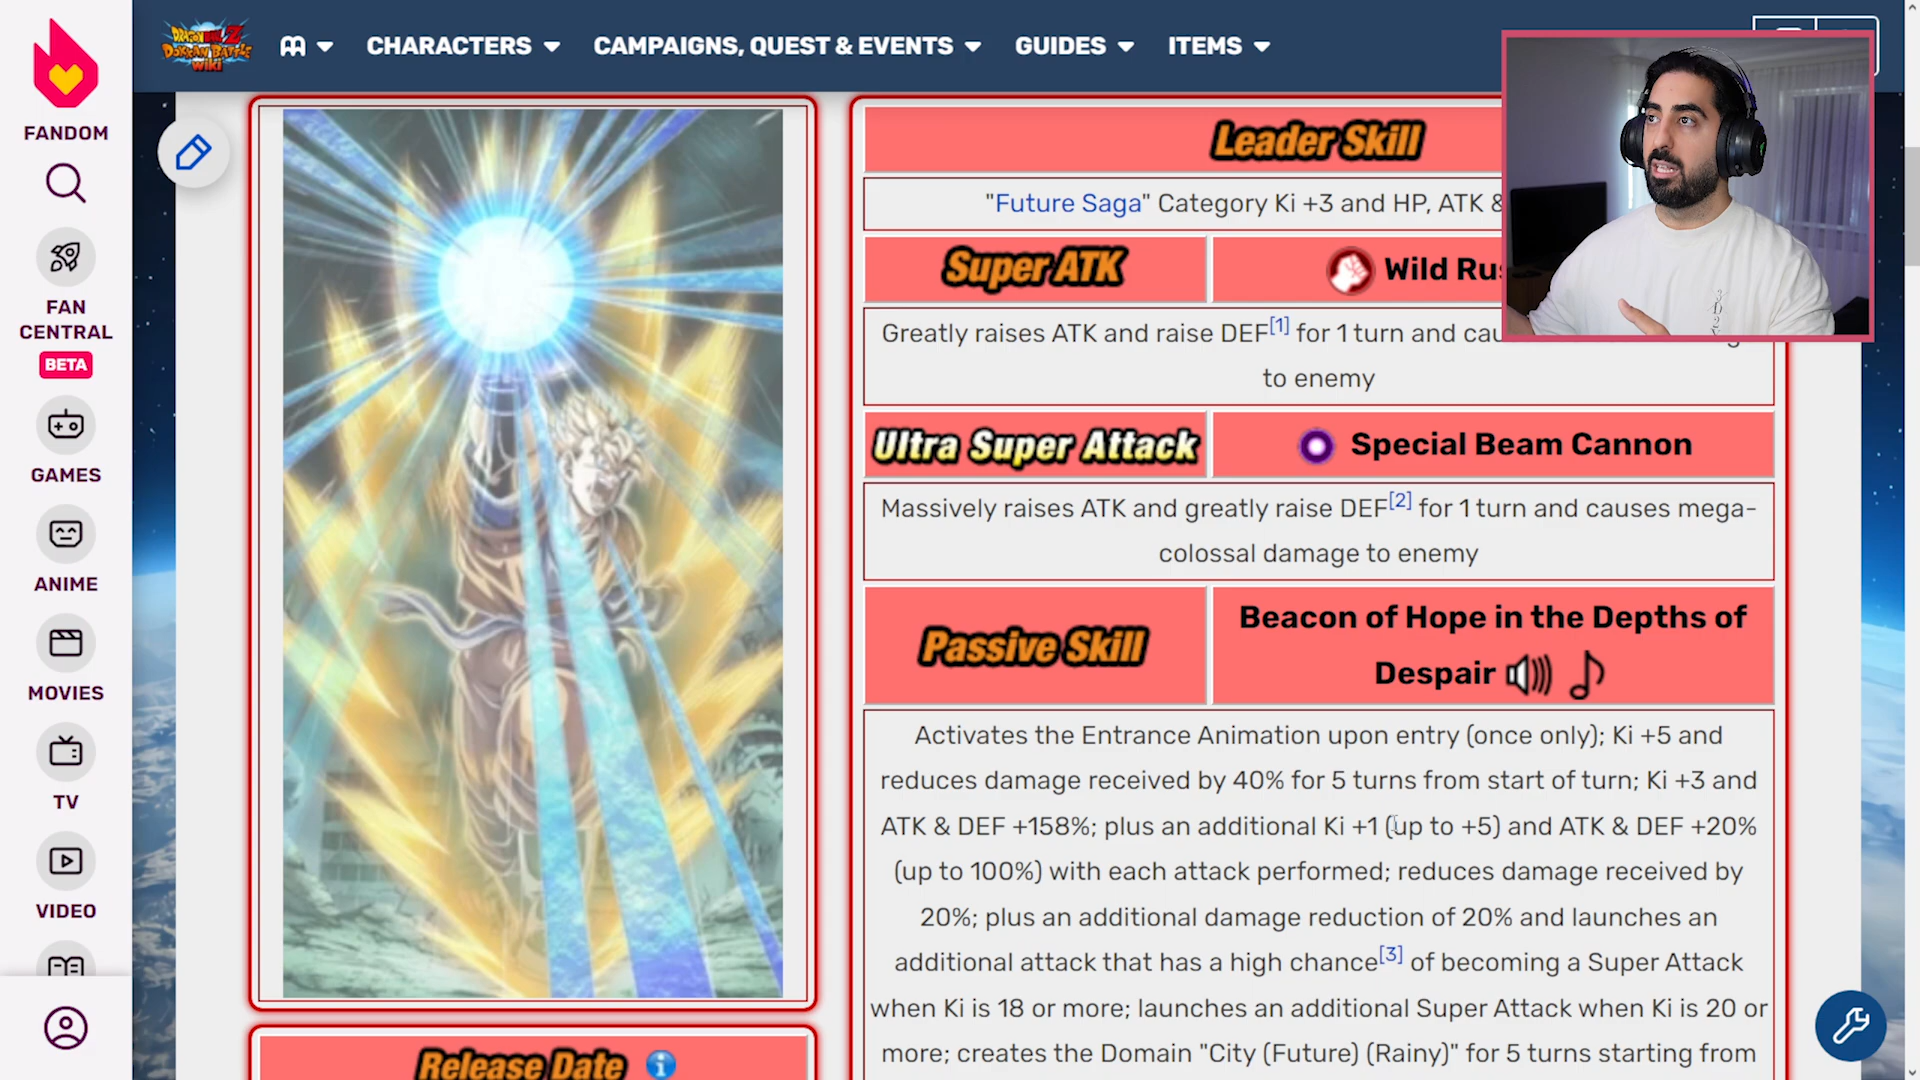 FANDOM
FAN
CENTRAL
BETA
GAMES
ANIME
MOVIES
TV
VIDEO
DRAGON BALL Z
DOKKAN BATTLE
WIKI
CHARACTERS
CAMPAIGNS, QUEST & EVENTS
GUIDES
ITEMS
Leader Skill
"Future Saga" Category Ki +3 and HP, ATK &
Super ATK
Wild
Greatly raises ATK and raise DEF[1] for 1 turn and
to enemy
Ultra Super Attack
Special Beam Cannon
Massively raises ATK and greatly raise DEF[2] for 1 turn and causes mega-
colossal damage to enemy
Passive Skill
Beacon of Hope in the Depths of
Despair
Activates the Entrance Animation upon entry (once only); Ki +5 and
reduces damage received by 40% for 5 turns from start of turn; Ki +3 and
ATK & DEF +158%; plus an additional Ki +1 (up to +5) and ATK & DEF +20%
(up to 100%) with each attack performed; reduces damage received by
20%; plus an additional damage reduction of 20% and launches an
additional attack that has a high chance[3] of becoming a Super Attack
when Ki is 18 or more; launches an additional Super Attack when Ki is 20 or
more; creates the Domain "City (Future) (Rainy)" for 5 turns starting from
Release Date